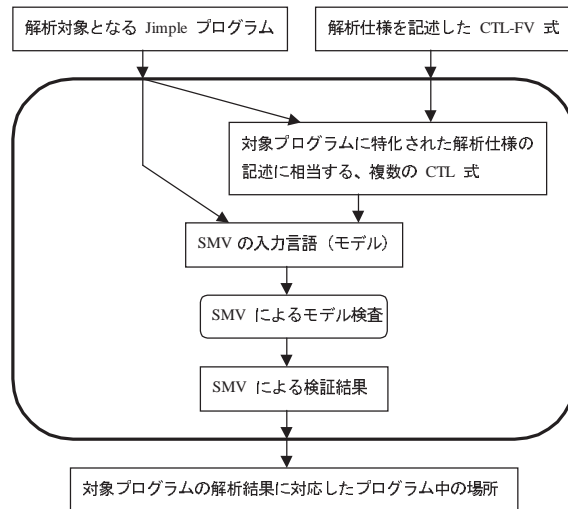 解析対象となる Jimple プログラム
解析仕様を記述した CTL-FV 式
対象プログラムに特化された解析仕様の
記述に相当する、複数の CTL 式
SMV の入力言語（モデル）
SMV によるモデル検査
SMV による検証結果
対象プログラムの解析結果に対応したプログラム中の場所